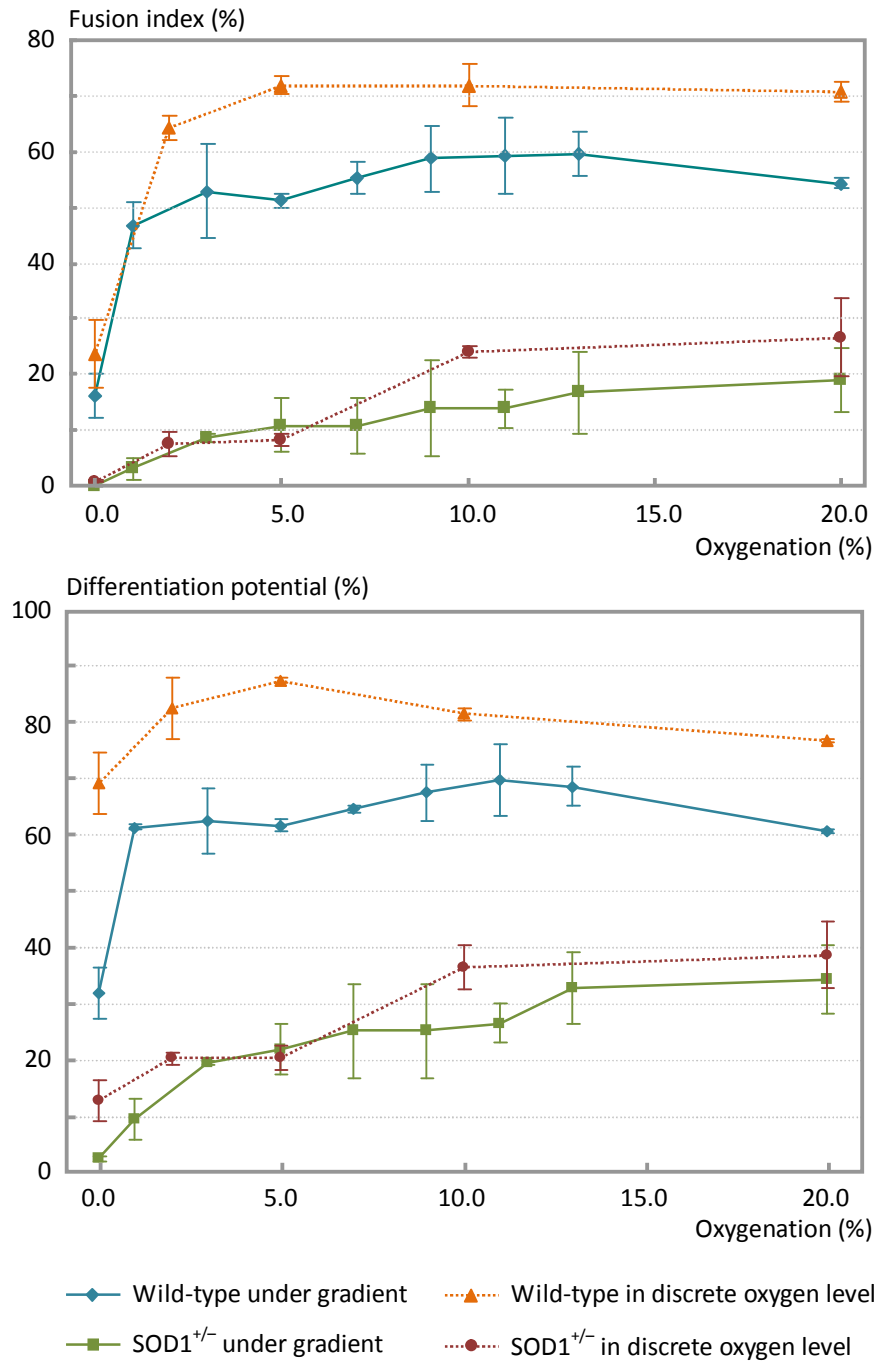 Fusion index (%)
80
60
40
20
0
0.0 5.0 10.0 15.0 20.0
Oxygenation (%)
Differentiation potential (%)
100
80
60
40
20
0
0.0 5.0 10.0 15.0 20.0
Oxygenation (%)
Wild-type under gradient Wild-type in discrete oxygen level
SOD1⁺/⁻ under gradient SOD1⁺/⁻ in discrete oxygen level